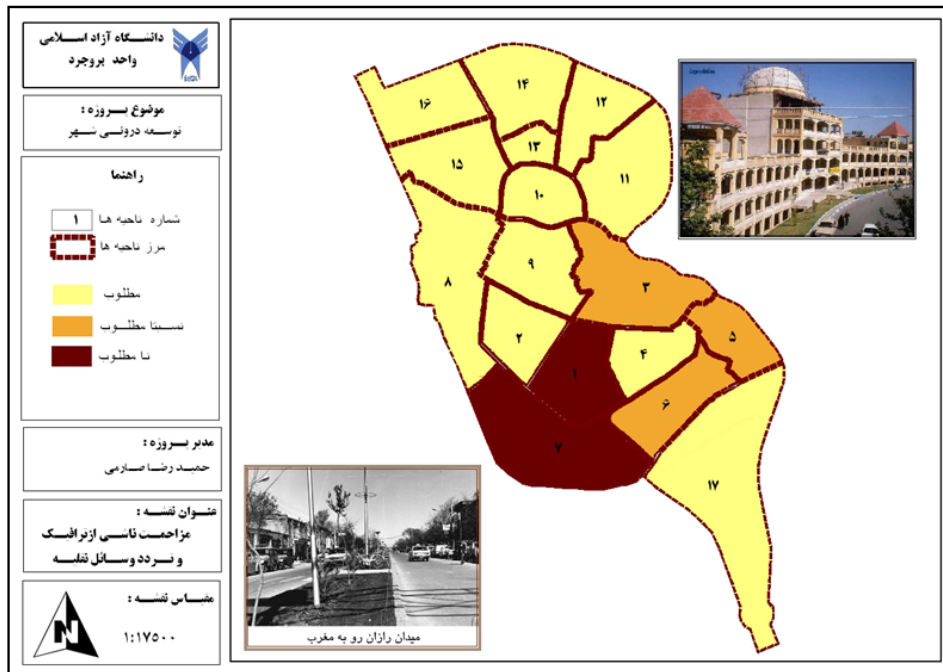 دانشگاه آزاد اسلامی
واحد بروجرد
موضوع پروژه :
توسعه درونی شهر
راهنما
۱
شماره ناحیه ها
مرز ناحیه ها
مطلوب
نسبتا مطلوب
نا مطلوب
مدیر پروژه :
حمید رضا صارمی
عنوان نقشه :
مزاحمت ناشی از ترافیک
و تردد وسائل نقلیه
مقیاس نقشه :
۱:۱۷۵۰۰
N
۱۶
۱۴
۱۲
۱۳
۱۵
۱۱
۱۰
۹
۸
۳
۵
۲
۴
۱
۶
۷
۱۷
میدان رازان رو به مغرب